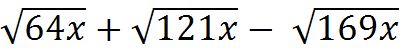 √64x + √121x − √169x